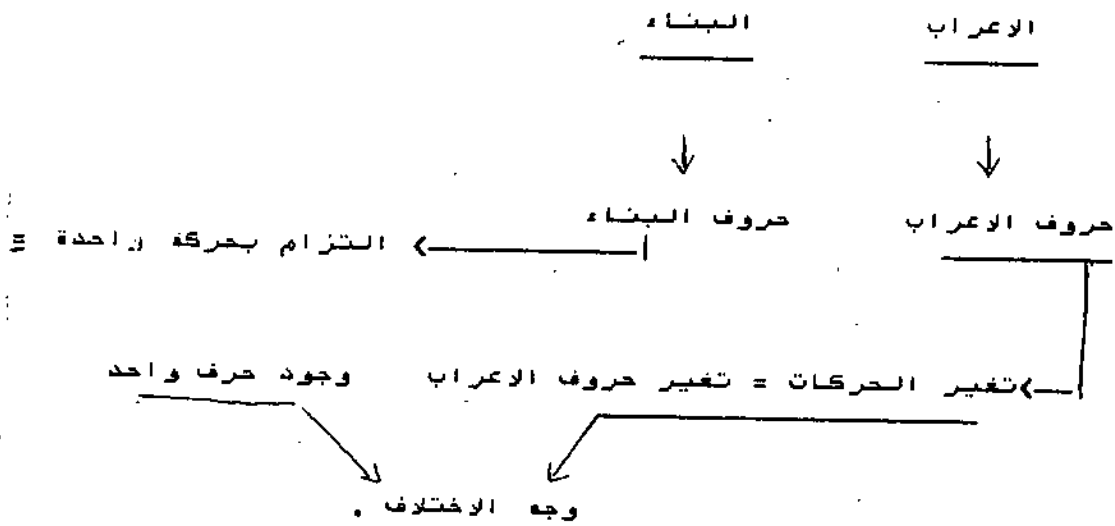 الاعراب البناء
حروف الاعراب حروف البناء
التزام بحركة واحدة =
تغير الحركات = تغير حروف الاعراب وجود حرف واحد
وجه الاختلاف .